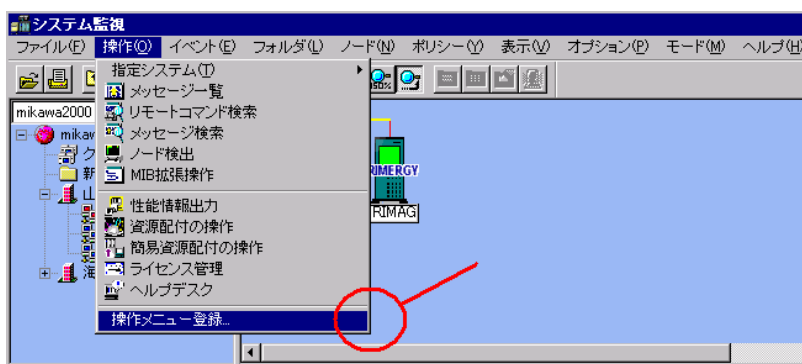 システム監視
ファイル(F) 操作(O) イベント(E) フォルダ(L) ノード(N) ポリシー(Y) 表示(V) オプション(P) モード(M) ヘルプ(H
指定システム(T)
メッセージ一覧
リモートコマンド検索
メッセージ検索
ノード検出
MIB拡張操作
性能情報出力
資源配付の操作
簡易資源配付の操作
ライセンス管理
ヘルプデスク
操作メニュー登録...
50%
mikawa2000
mikaw
ク
新
山
海
RIMERGY
RIMAG